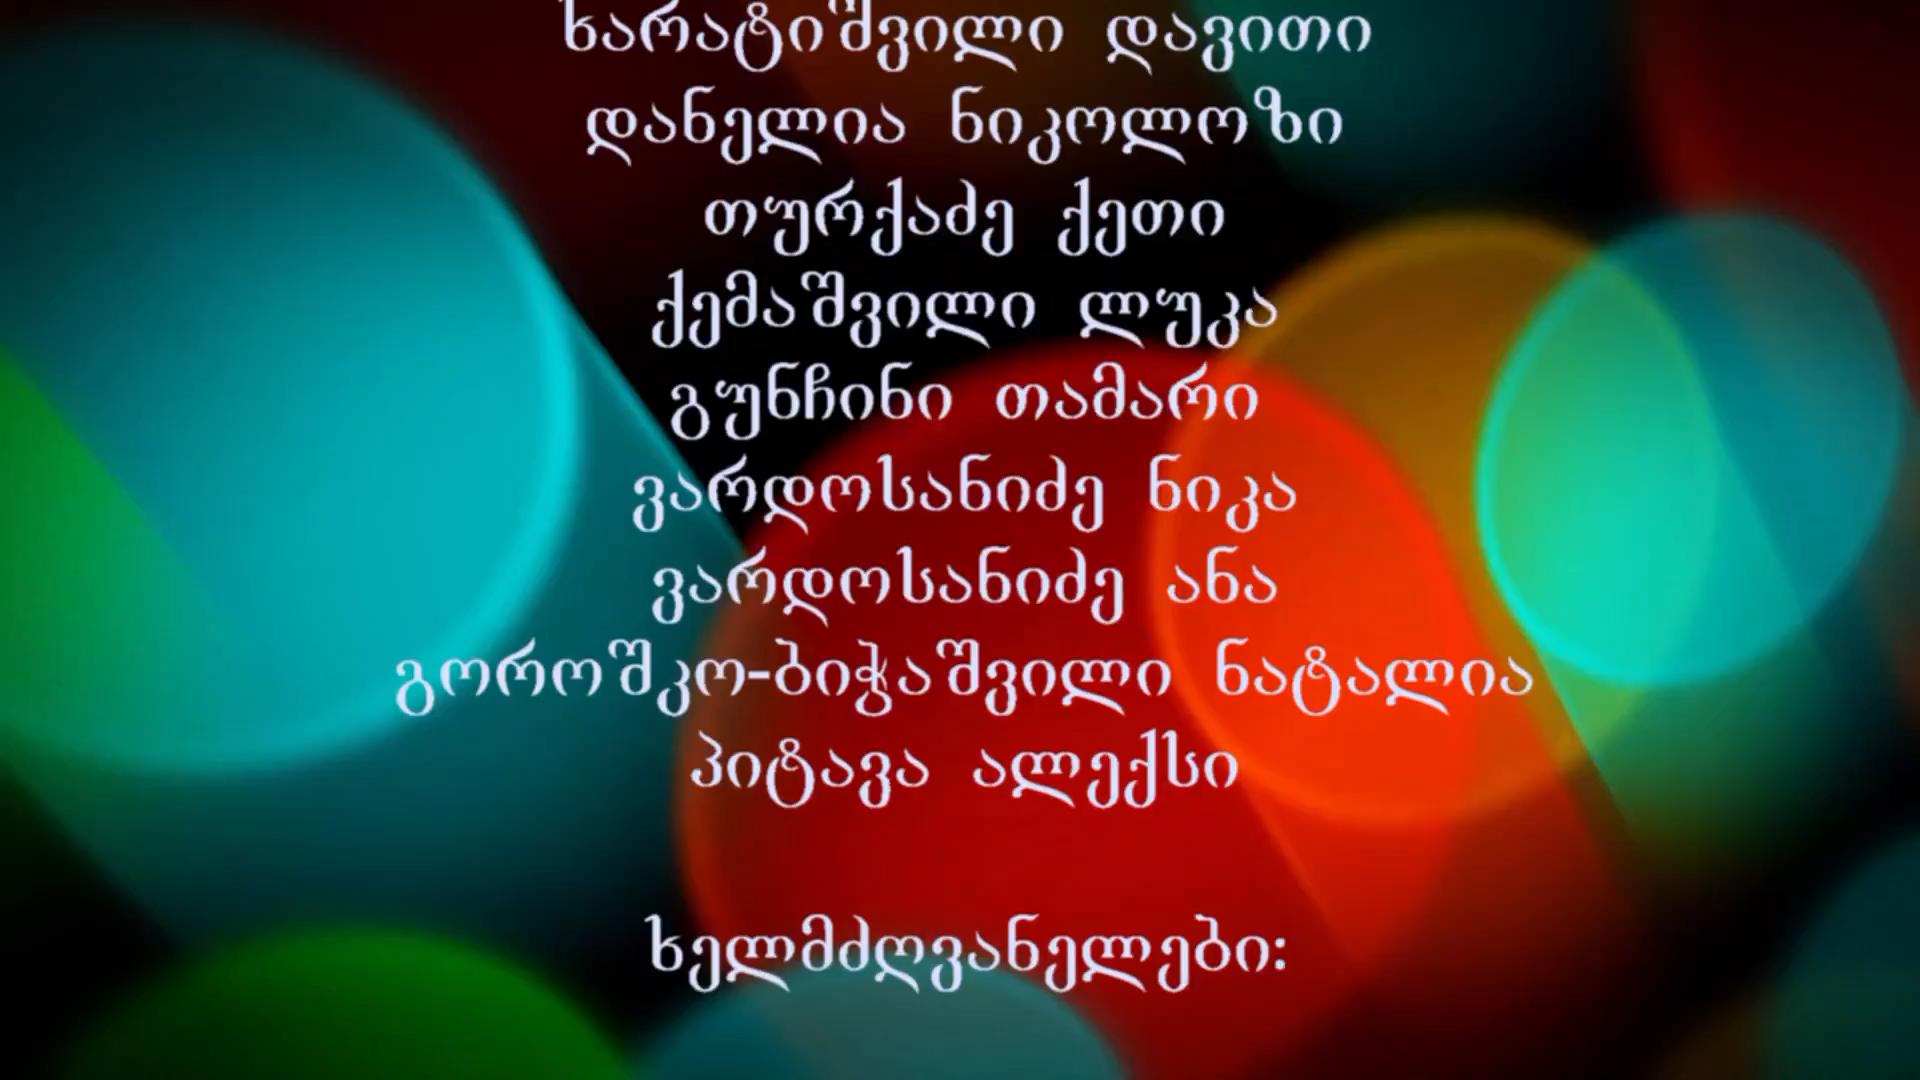 ხარატიშვილი დავითი
დანელია ნიკოლოზი
თურქაძე ქეთი
ქემაშვილი ლუკა
გუნჩინი თამარი
ვარდოსანიძე ნიკა
ვარდოსანიძე ანა
გოროშკო-ბიჭაშვილი ნატალია
პიტავა ალექსი
ხელმძღვანელები: